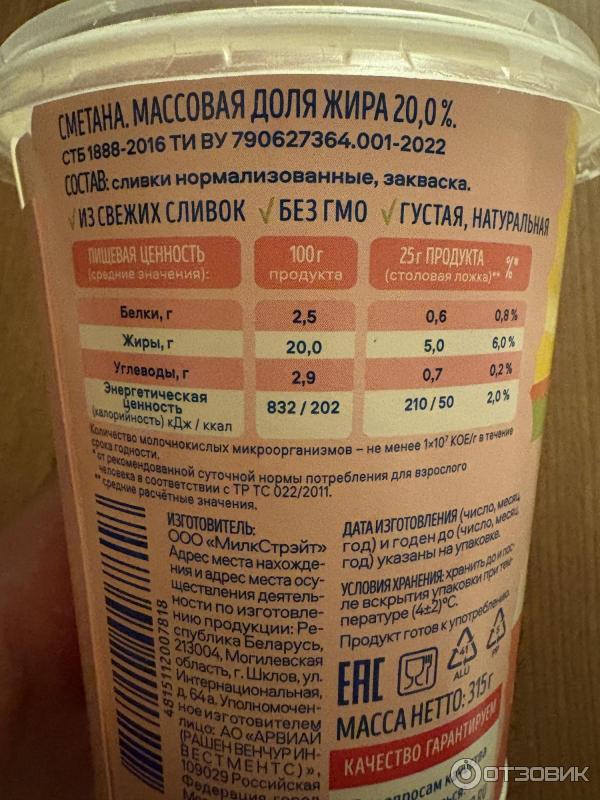 СМЕТАНА. МАССОВАЯ ДОЛЯ ЖИРА 20,0 %.
СТБ 1888-2016 ТИ BY 790627364.001-2022
СОСТАВ: сливки нормализованные, закваска.
√ИЗ СВЕЖИХ СЛИВОК √БЕЗ ГМО √ГУСТАЯ, НАТУРАЛЬНАЯ
ПИЩЕВАЯ ЦЕННОСТЬ (средние значения): 100 г продукта 25 г ПРОДУКТА (столовая ложка)** %*
Белки, г 2,5 0,6 0,8 %
Жиры, г 20,0 5,0 6,0 %
Углеводы, г 2,9 0,7 0,2 %
Энергетическая ценность (калорийность) кДж / ккал 832 / 202 210 / 50 2,0 %
Количество молочнокислых микроорганизмов – не менее 1×10⁷ КОЕ/г в течение
срока годности.
* от рекомендованной суточной нормы потребления для взрослого
человека в соответствии с ТР ТС 022/2011.
** средние расчётные значения.
ИЗГОТОВИТЕЛЬ:
ООО «МилкСтрэйт»
Адрес места нахожде-
ния и адрес места осу-
ществления деятель-
ности по изготовле-
нию продукции: Ре-
спублика Беларусь,
213004, Могилевская
область, г. Шклов, ул.
Интернациональная,
д. 64а. Уполномочен-
ное изготовителем
лицо: АО «АРВИАЙ
(РАШЕН ВЕНЧУР ИН-
ВЕСТМЕНТС)»,
109029 Российская
Федерация, город
4815112007818
ДАТА ИЗГОТОВЛЕНИЯ (число, месяц,
год) и годен до (число, месяц,
год) указаны на упаковке.
УСЛОВИЯ ХРАНЕНИЯ: хранить до и пос-
ле вскрытия упаковки при тем-
пературе (4±2)°С.
Продукт готов к употреблению.
EAC
41
ALU
5
PP
МАССА НЕТТО: 315 г
КАЧЕСТВО ГАРАНТИРУЕМ
По вопросам качества
ОТЗОВИК